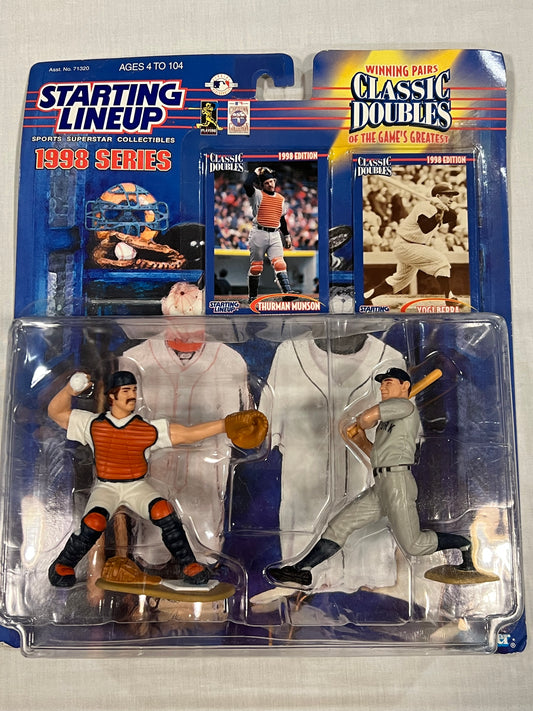 Asst. No. 71320
AGES 4 TO 104
STARTING LINEUP
SPORTS SUPERSTAR COLLECTIBLES
1998 SERIES
WINNING PAIRS
CLASSIC DOUBLES
OF THE GAME'S GREATEST
CLASSIC DOUBLES
1998 EDITION
STARTING LINEUP
THURMAN MUNSON
CLASSIC DOUBLES
1998 EDITION
STARTING
YOGI BERRA